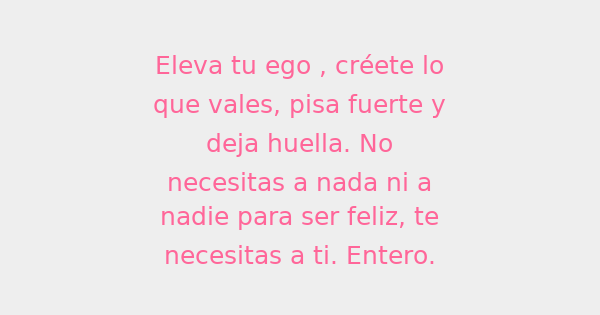 Eleva tu ego , créete lo
que vales, pisa fuerte y
deja huella. No
necesitas a nada ni a
nadie para ser feliz, te
necesitas a ti. Entero.